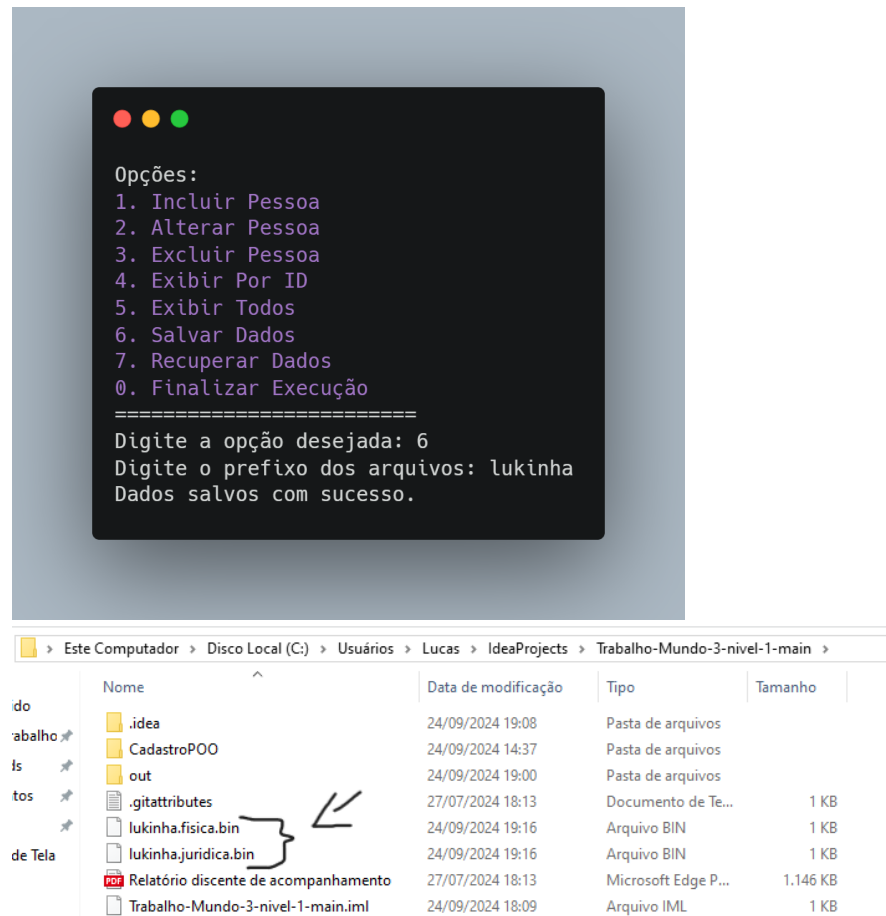 Opções:
1. Incluir Pessoa
2. Alterar Pessoa
3. Excluir Pessoa
4. Exibir Por ID
5. Exibir Todos
6. Salvar Dados
7. Recuperar Dados
0. Finalizar Execução
=========================
Digite a opção desejada: 6
Digite o prefixo dos arquivos: lukinha
Dados salvos com sucesso.
> Este Computador > Disco Local (C:) > Usuários > Lucas > IdeaProjects > Trabalho-Mundo-3-nivel-1-main >
Nome Data de modificação Tipo Tamanho
.idea 24/09/2024 19:08 Pasta de arquivos
CadastroPOO 24/09/2024 14:37 Pasta de arquivos
out 24/09/2024 19:00 Pasta de arquivos
.gitattributes 27/07/2024 18:13 Documento de Te... 1 KB
lukinha.fisica.bin 24/09/2024 19:16 Arquivo BIN 1 KB
lukinha.juridica.bin 24/09/2024 19:16 Arquivo BIN 1 KB
de Tela
PDF Relatório discente de acompanhamento 27/07/2024 18:13 Microsoft Edge P... 1.146 KB
Trabalho-Mundo-3-nivel-1-main.iml 24/09/2024 18:09 Arquivo IML 1 KB